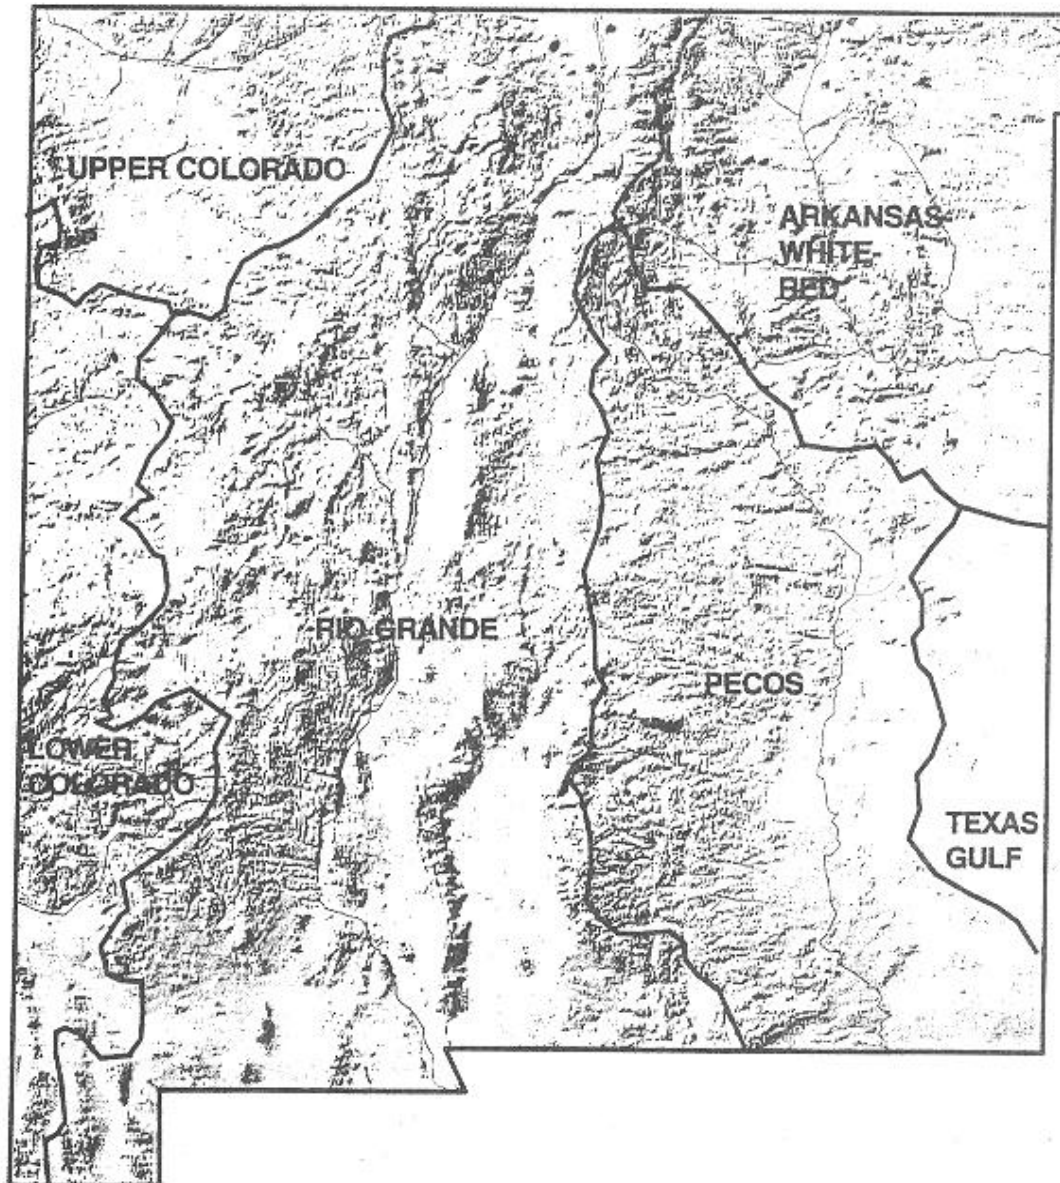 UPPER COLORADO
ARKANSAS-
WHITE-
RED
RIO GRANDE
PECOS
LOWER
COLORADO
TEXAS
GULF